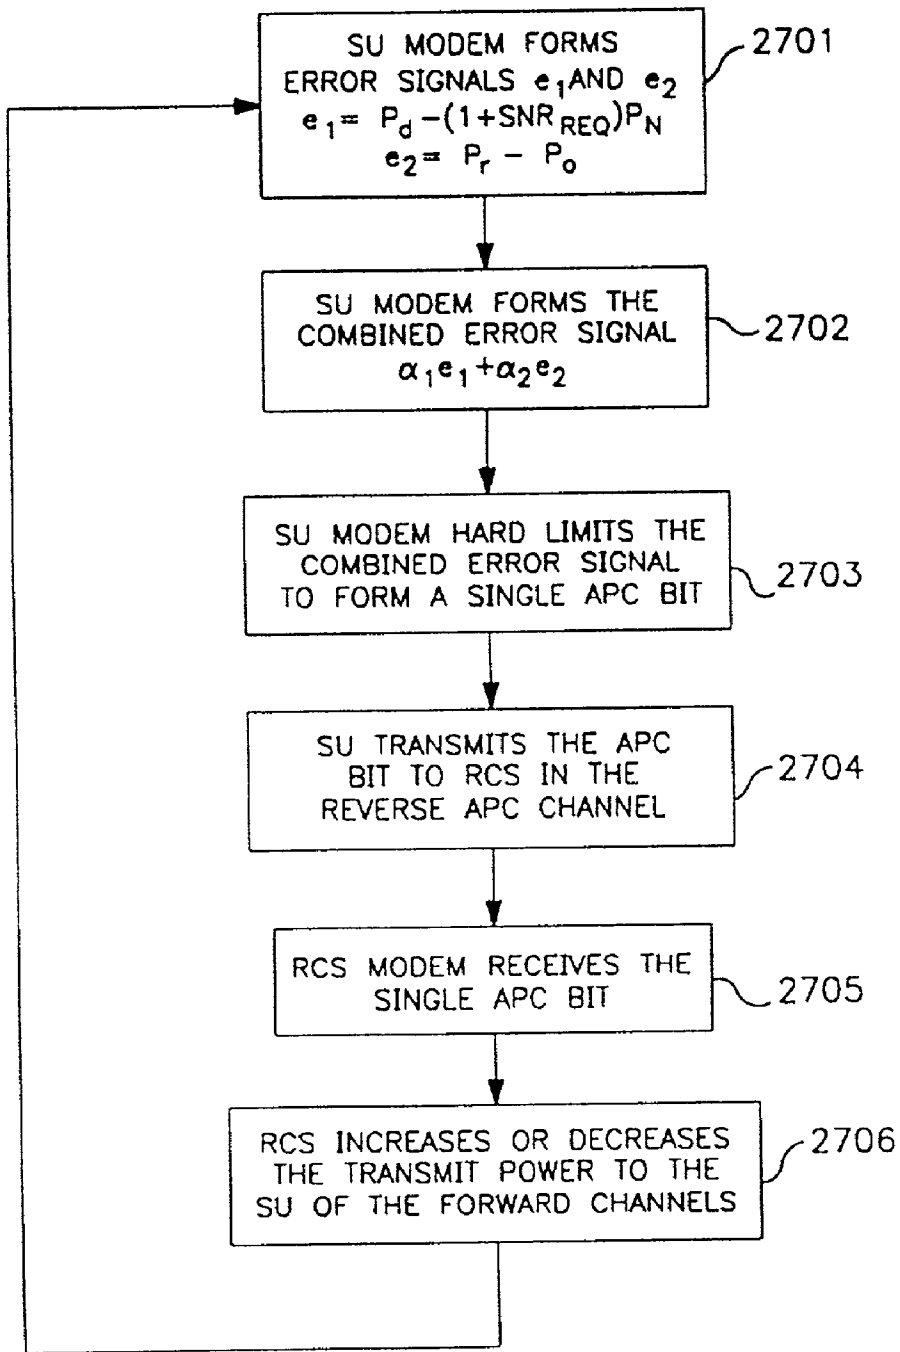 SU MODEM FORMS
ERROR SIGNALS e1 AND e2
e1 = Pd -(1+SNRREQ)PN
e2 = Pr - Po
2701
SU MODEM FORMS THE
COMBINED ERROR SIGNAL
α1e1+α2e2
2702
SU MODEM HARD LIMITS THE
COMBINED ERROR SIGNAL
TO FORM A SINGLE APC BIT
2703
SU TRANSMITS THE APC
BIT TO RCS IN THE
REVERSE APC CHANNEL
2704
RCS MODEM RECEIVES THE
SINGLE APC BIT
2705
RCS INCREASES OR DECREASES
THE TRANSMIT POWER TO THE
SU OF THE FORWARD CHANNELS
2706